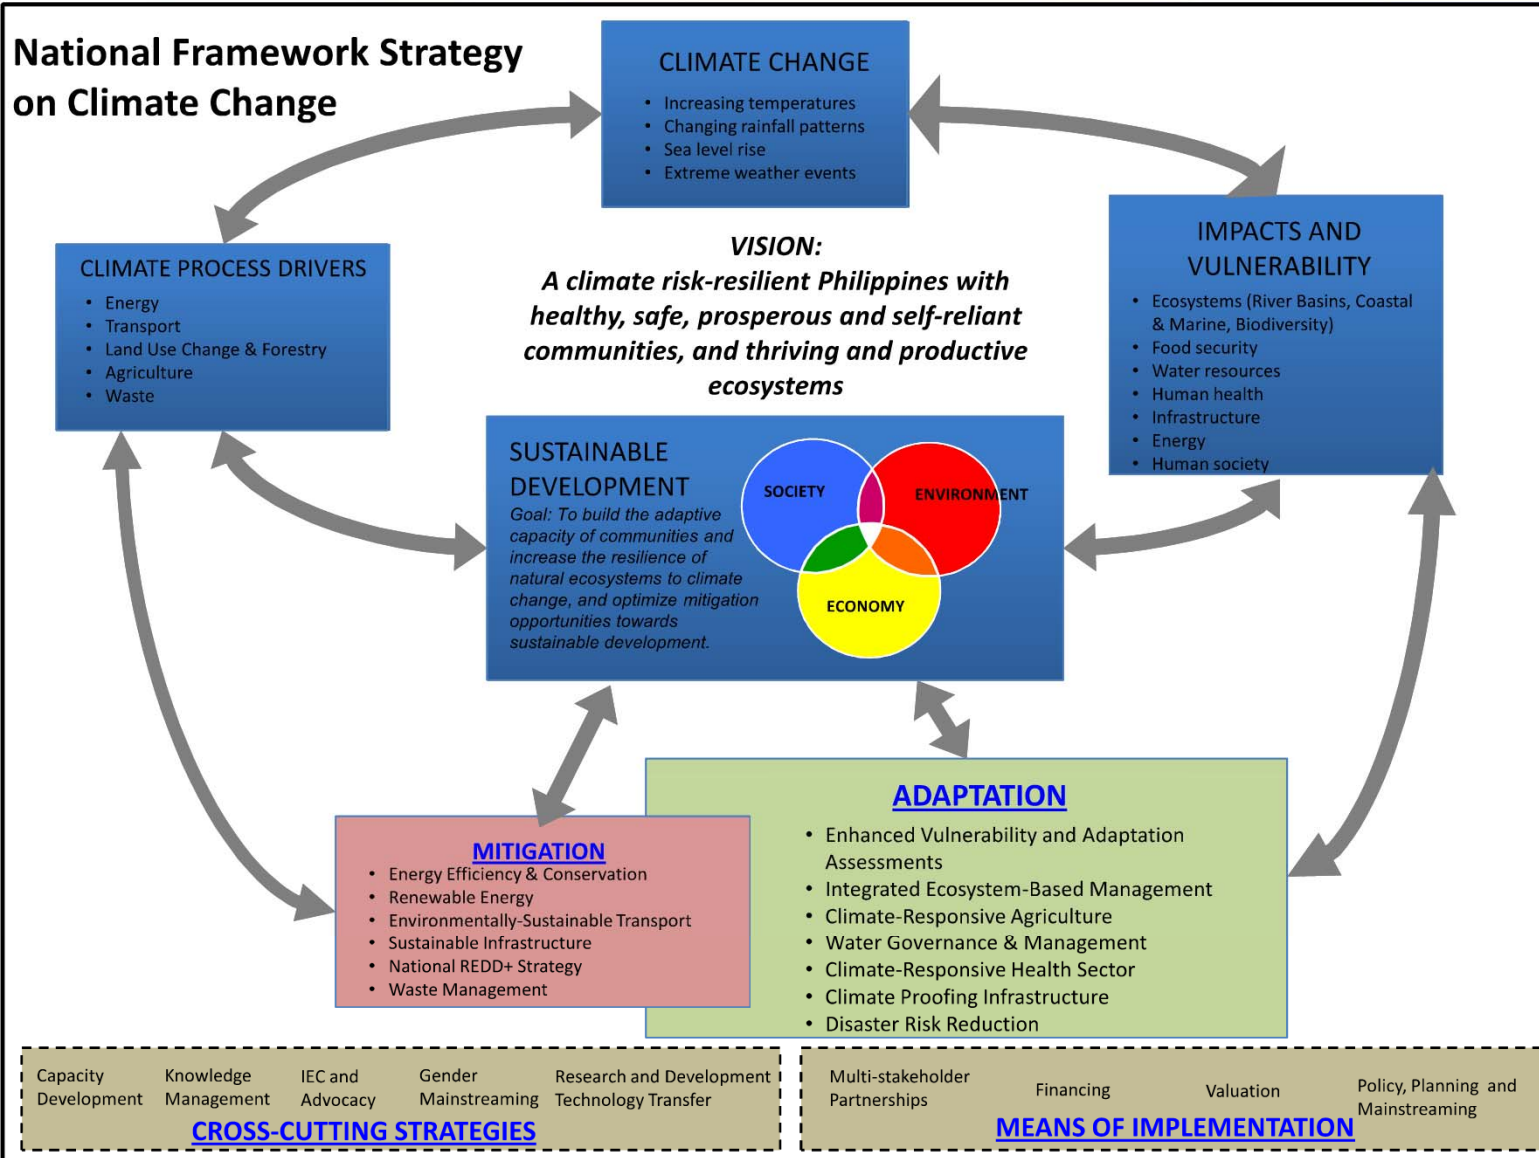 National Framework Strategy
on Climate Change
CLIMATE CHANGE
• Increasing temperatures
• Changing rainfall patterns
• Sea level rise
• Extreme weather events
CLIMATE PROCESS DRIVERS
• Energy
• Transport
• Land Use Change & Forestry
• Agriculture
• Waste
VISION:
A climate risk-resilient Philippines with
healthy, safe, prosperous and self-reliant
communities, and thriving and productive
ecosystems
IMPACTS AND
VULNERABILITY
• Ecosystems (River Basins, Coastal
& Marine, Biodiversity)
• Food security
• Water resources
• Human health
• Infrastructure
• Energy
• Human society
SUSTAINABLE
DEVELOPMENT
Goal: To build the adaptive
capacity of communities and
increase the resilience of
natural ecosystems to climate
change, and optimize mitigation
opportunities towards
sustainable development.
SOCIETY
ENVIRONMENT
ECONOMY
MITIGATION
• Energy Efficiency & Conservation
• Renewable Energy
• Environmentally-Sustainable Transport
• Sustainable Infrastructure
• National REDD+ Strategy
• Waste Management
ADAPTATION
• Enhanced Vulnerability and Adaptation
Assessments
• Integrated Ecosystem-Based Management
• Climate-Responsive Agriculture
• Water Governance & Management
• Climate-Responsive Health Sector
• Climate Proofing Infrastructure
• Disaster Risk Reduction
Capacity
Development
Knowledge
Management
IEC and
Advocacy
Gender
Mainstreaming
Research and Development
Technology Transfer
CROSS-CUTTING STRATEGIES
Multi-stakeholder
Partnerships
Financing
Valuation
Policy, Planning and
Mainstreaming
MEANS OF IMPLEMENTATION